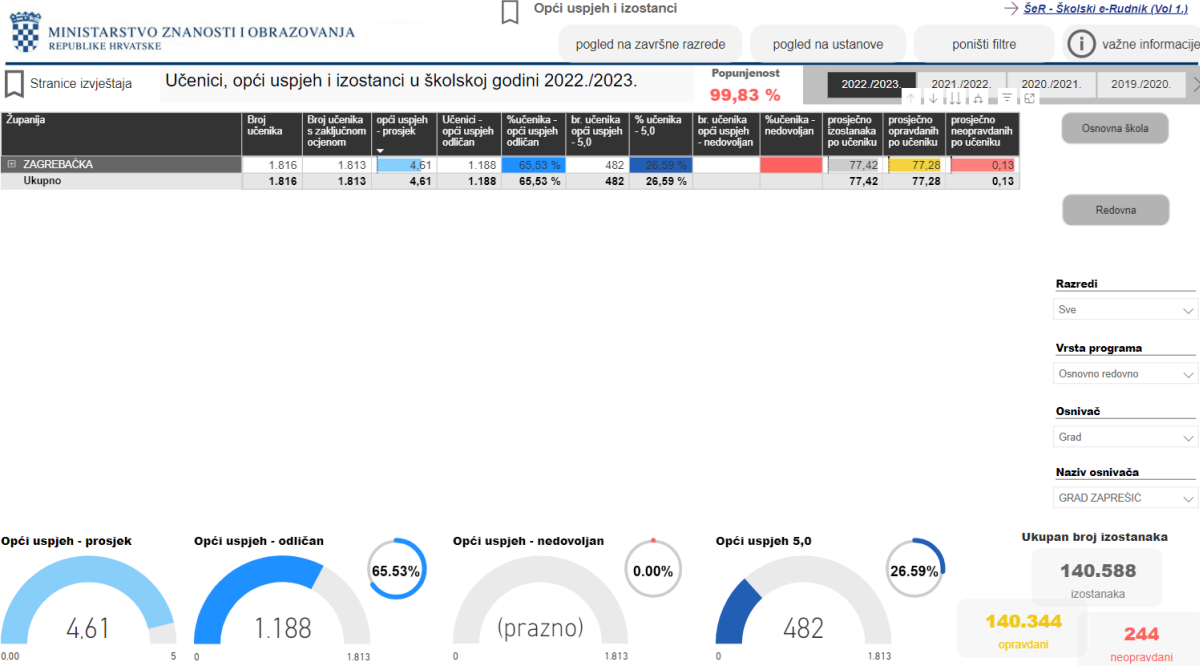 MINISTARSTVO ZNANOSTI I OBRAZOVANJA
REPUBLIKE HRVATSKE
Opći uspjeh i izostanci
ŠeR - Školski e-Rudnik (Vol 1.)
pogled na završne razrede
pogled na ustanove
poništi filtre
važne informacije
Stranice izvještaja
Učenici, opći uspjeh i izostanci u školskoj godini 2022./2023.
Popunjenost
99,83 %
2022./2023.
2021./2022.
2020./2021.
2019./2020.
Županija
Broj
učenika
Broj učenika
s zaključnom
ocjenom
opći uspjeh
- prosjek
Učenici -
opći uspjeh
odličan
%učenika -
opći uspjeh
odličan
br. učenika
opći uspjeh
- 5,0
% učenika
- 5,0
br. učenika
opći uspjeh
- nedovoljan
%učenika -
nedovoljan
prosječno
izostanaka
po učeniku
prosječno
opravdanih
po učeniku
prosječno
neopravdanih
po učeniku
ZAGREBAČKA 1.816 1.813 4,61 1.188 65,53 % 482 26,59 % 77,42 77,28 0,13
Ukupno 1.816 1.813 4,61 1.188 65,53 % 482 26,59 % 77,42 77,28 0,13
Osnovna škola
Redovna
Razredi
Sve
Vrsta programa
Osnovno redovno
Osnivač
Grad
Naziv osnivača
GRAD ZAPREŠIĆ
Opći uspjeh - prosjek
4,61
0.00 5
Opći uspjeh - odličan
65.53%
1.188
0 1.813
Opći uspjeh - nedovoljan
0.00%
(prazno)
0 1.813
Opći uspjeh 5,0
26.59%
482
0 1.813
Ukupan broj izostanaka
140.588
izostanaka
140.344
opravdani
244
neopravdani